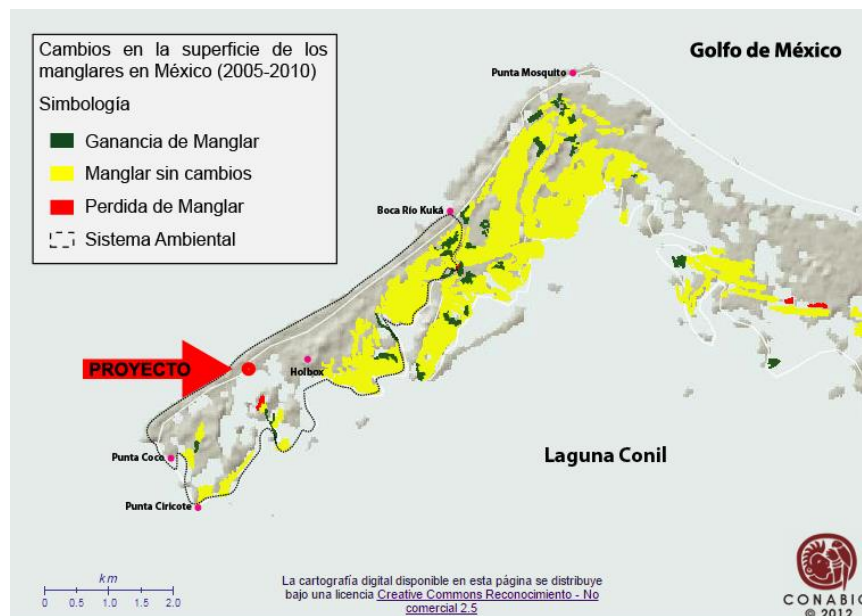 Cambios en la superficie de los
manglares en México (2005-2010)
Simbología
Ganancia de Manglar
Manglar sin cambios
Perdida de Manglar
Sistema Ambiental
Golfo de México
Punta Mosquito
Boca Río Kuká
PROYECTO
Holbox
Punta Coco
Laguna Conil
Punta Ciricote
km
0 0.5 1.0 2.0
La cartografía digital disponible en esta página se distribuye
bajo una licencia Creative Commons Reconocimiento - No
comercial 2.5
CONABIO
© 2012